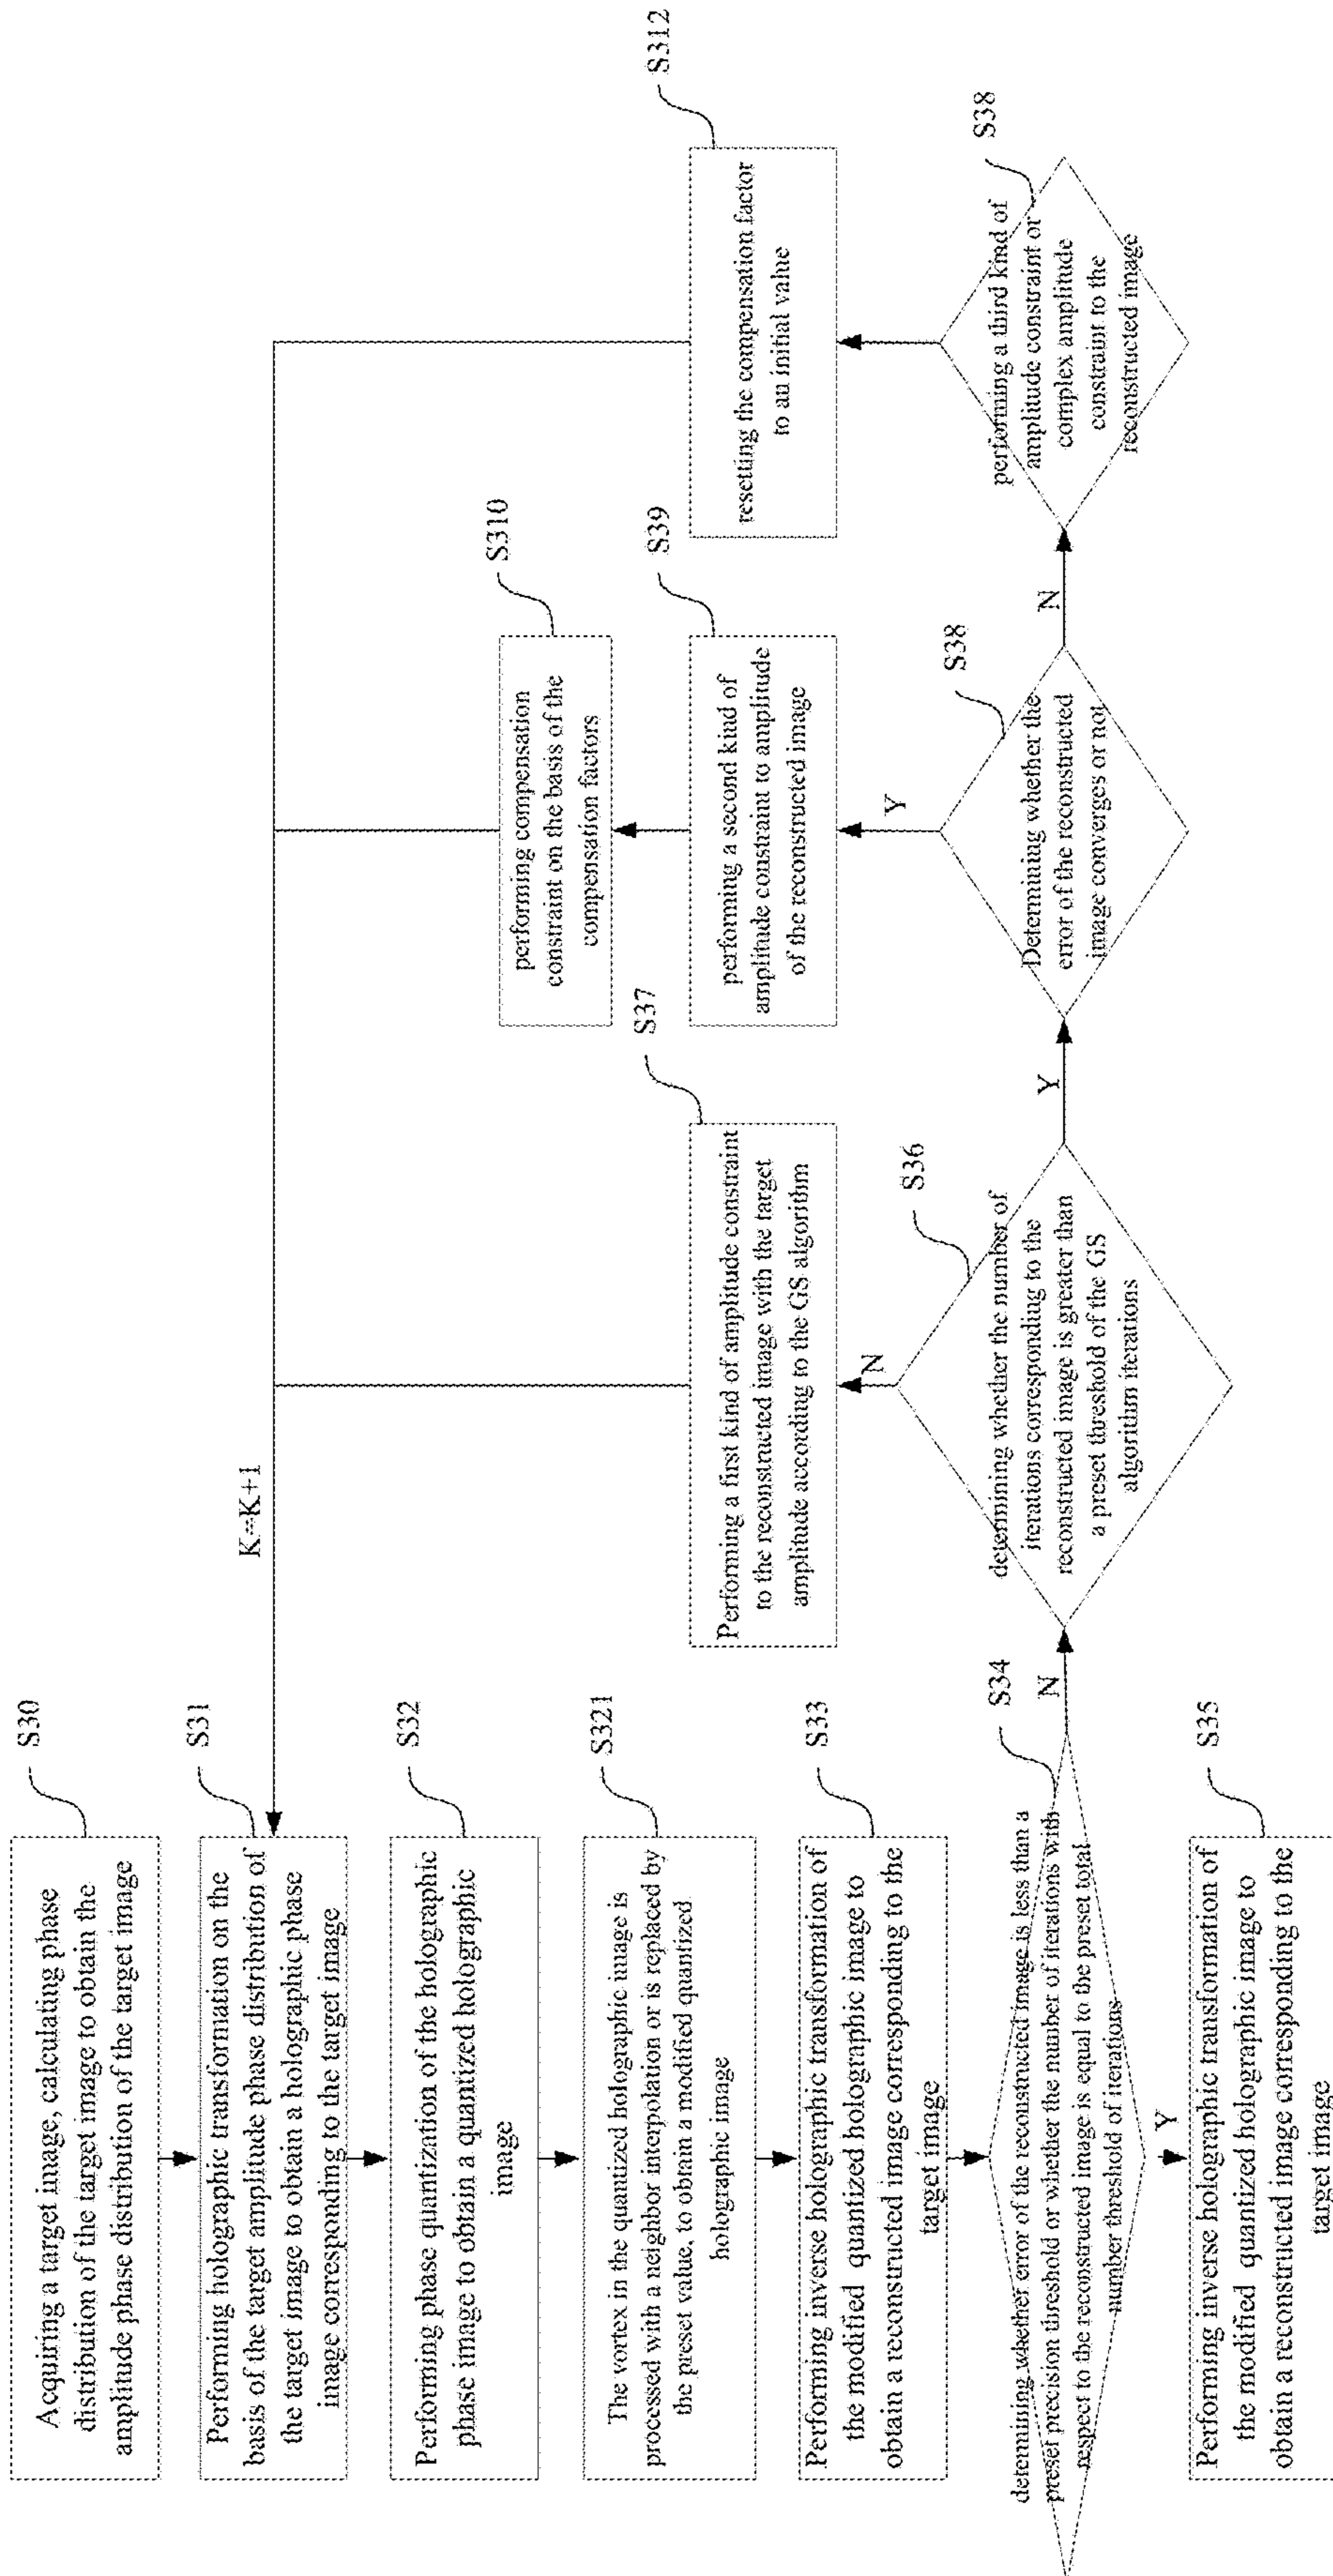 S30
Acquiring a target image, calculating phase
distribution of the target image to obtain the
amplitude phase distribution of the target image
S31
Performing holographic transformation on the
basis of the target amplitude phase distribution of
the target image to obtain a holographic phase
image corresponding to the target image
K=K+1
S32
Performing phase quantization of the holographic
phase image to obtain a quantized holographic
image
S321
The vortex in the quantized holographic image is
processed with a neighbor interpolation or is replaced by
the preset value, to obtain a modified quantized
holographic image
S33
Performing inverse holographic transformation of
the modified quantized holographic image to
obtain a reconstructed image corresponding to the
target image
S34
determining whether error of the reconstructed image is less than a
preset precision threshold or whether the number of iterations with
respect to the reconstructed image is equal to the preset total
number threshold of iterations
Y
N
S35
Performing inverse holographic transformation of
the modified quantized holographic image to
obtain a reconstructed image corresponding to the
target image
S36
determining whether the number of
iterations corresponding to the
reconstructed image is greater than
a preset threshold of the GS
algorithm iterations
N
Y
S37
Performing a first kind of amplitude constraint
to the reconstructed image with the target
amplitude according to the GS algorithm
S38
Determining whether the
error of the reconstructed
image converges or not
Y
N
S39
performing a second kind of
amplitude constraint to amplitude
of the reconstructed image
S310
performing compensation
constraint on the basis of the
compensation factors
S38
performing a third kind of
amplitude constraint or
complex amplitude
constraint to the
reconstructed image
S312
resetting the compensation factor
to an initial value